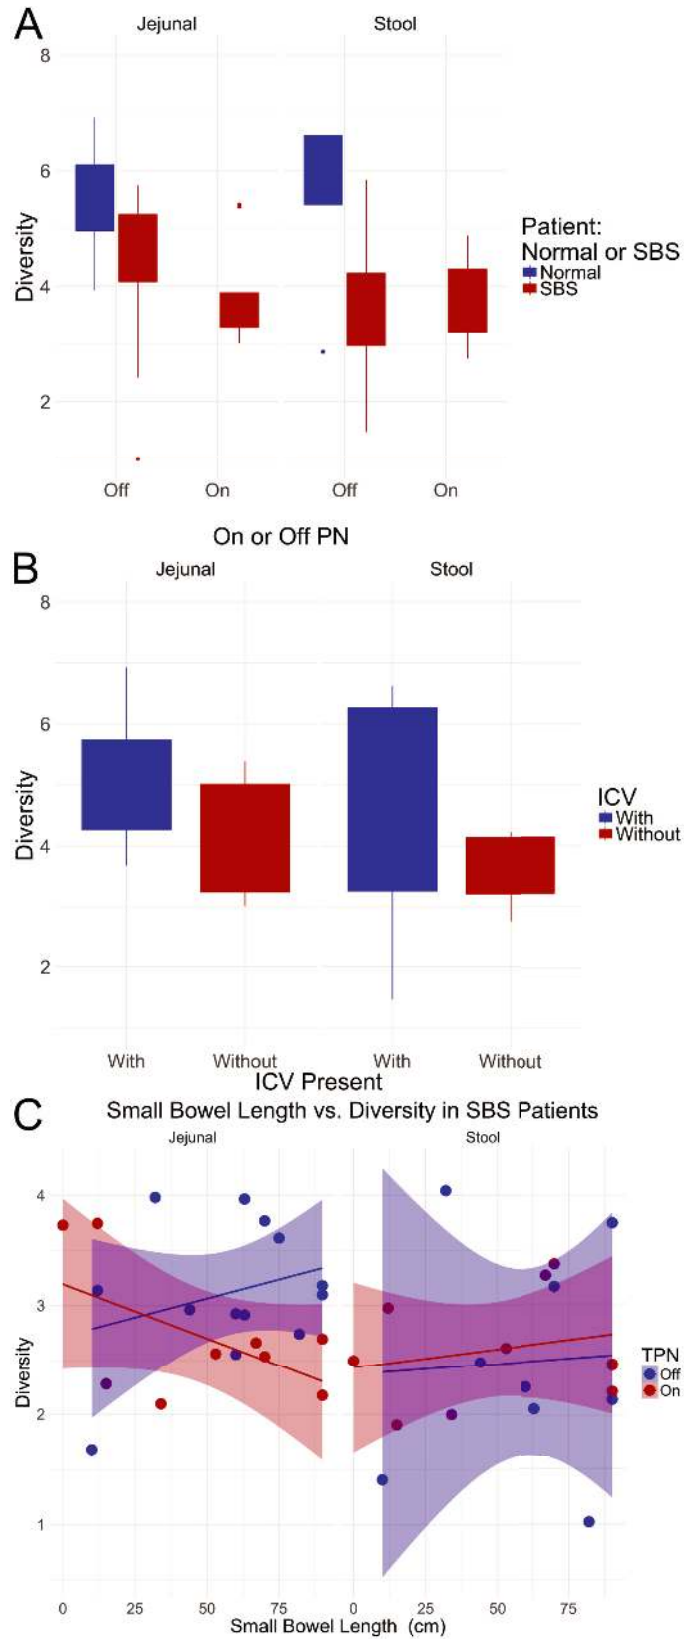 A
Jejunal Stool
8
6
4
2
Diversity
Off On Off On
On or Off PN
Patient:
Normal or SBS
Normal
SBS
B
Jejunal Stool
8
6
4
2
Diversity
With Without With Without
ICV Present
ICV
With
Without
C
Small Bowel Length vs. Diversity in SBS Patients
Jejunal Stool
4
3
2
1
Diversity
0 25 50 75 0 25 50 75
Small Bowel Length (cm)
TPN
Off
On